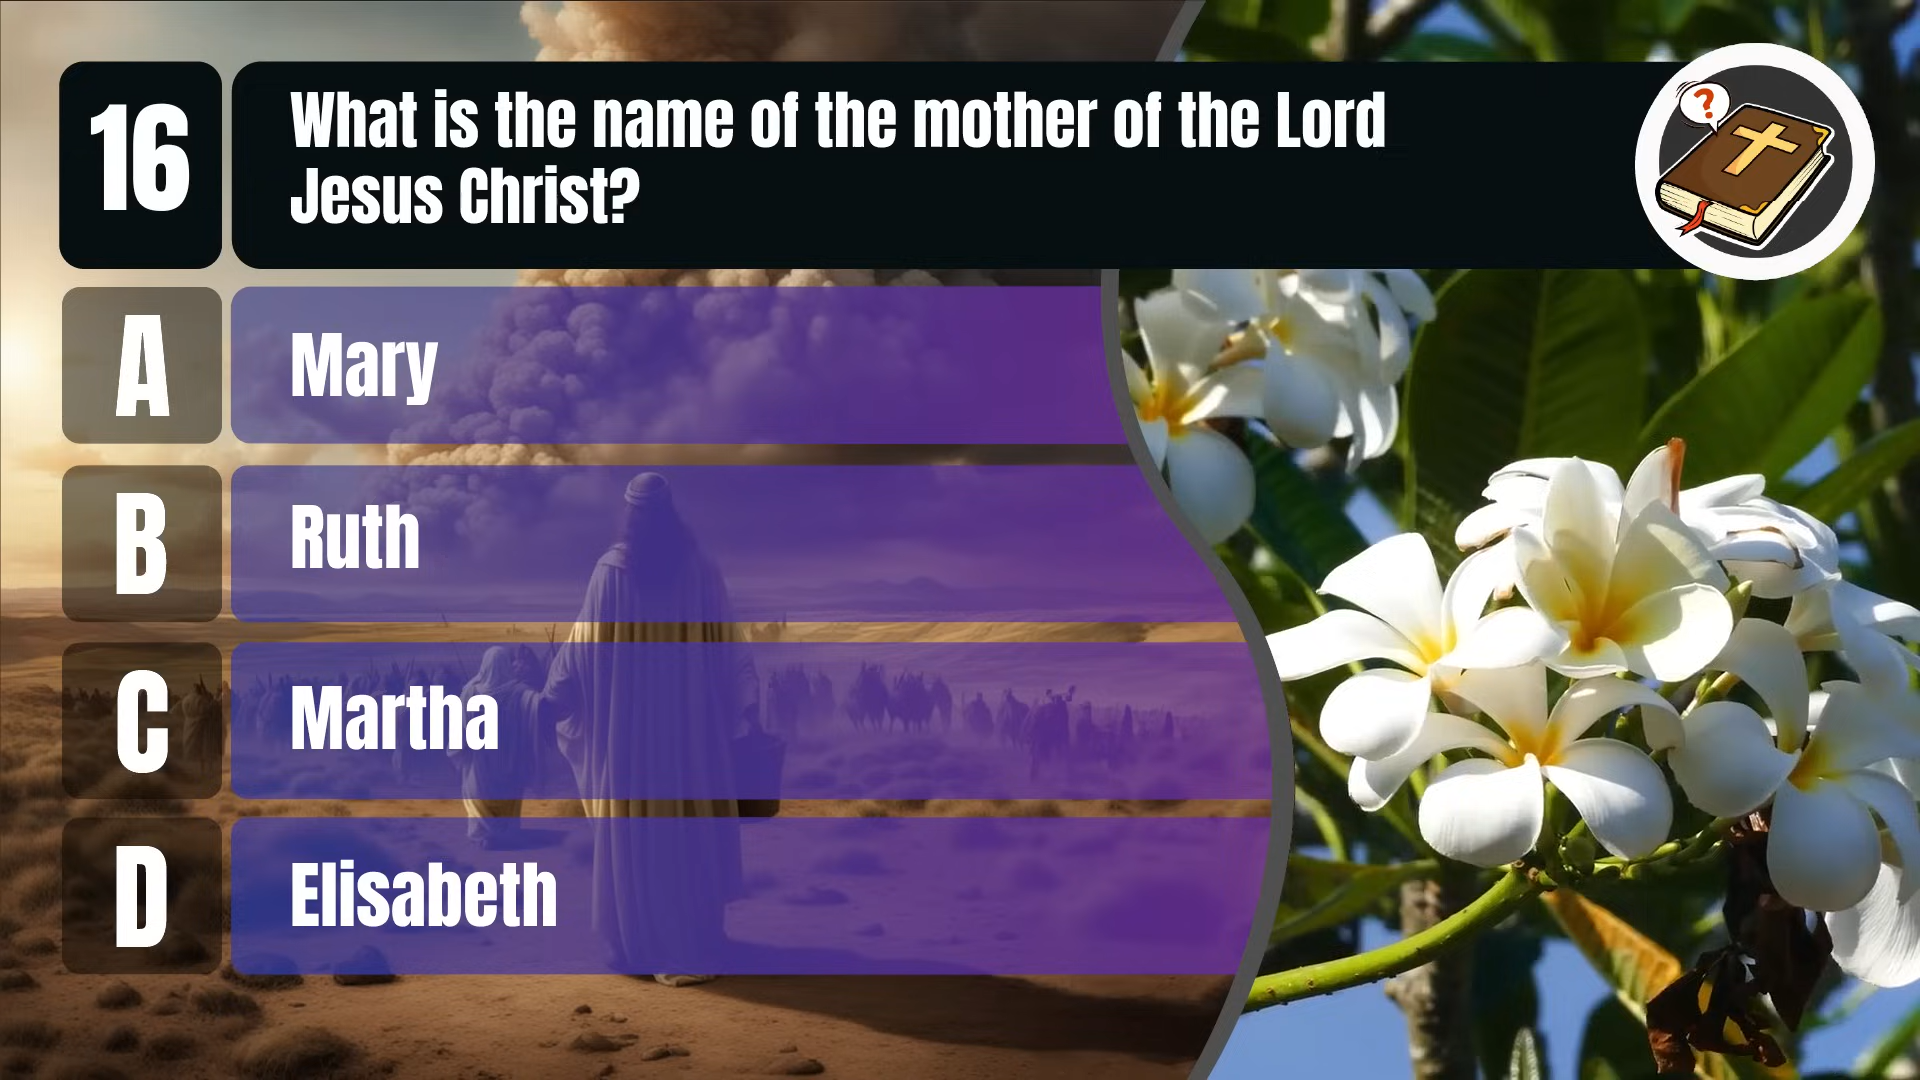 16
What is the name of the mother of the Lord
Jesus Christ?
?
A
Mary
B
Ruth
C
Martha
D
Elisabeth